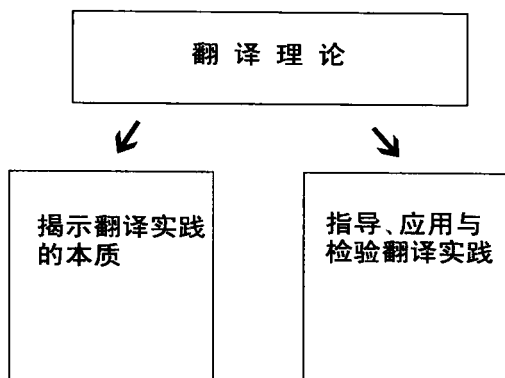 翻译理论
揭示翻译实践
的本质
指导、应用与
检验翻译实践